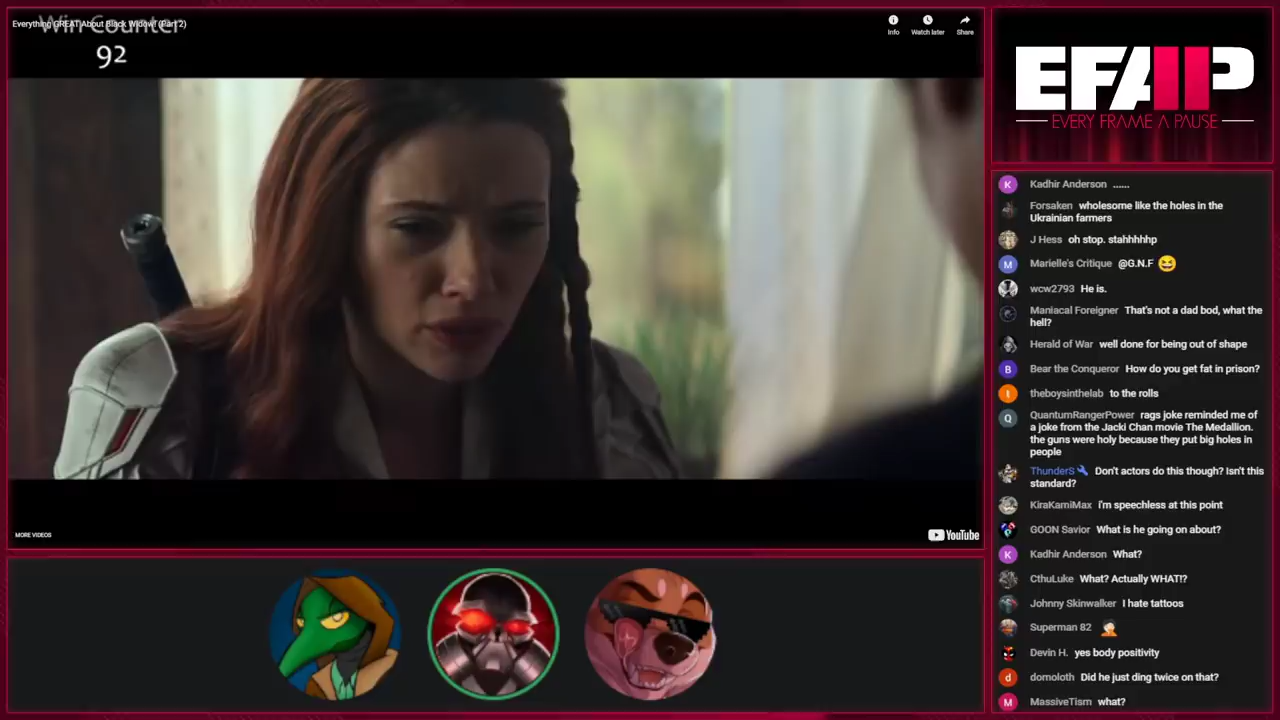 Everything GREAT About Black Widow! (Part 2)
Win Counter
92
Info
Watch later
Share
MORE VIDEOS
YouTube
EFAP
EVERY FRAME A PAUSE
K
Kadhir Anderson ......
Forsaken wholesome like the holes in the
Ukrainian farmers
J Hess oh stop. stahhhhhp
M
Marielle's Critique @G.N.F 😆
wcw2793 He is.
Maniacal Foreigner That's not a dad bod, what the
hell?
Herald of War well done for being out of shape
B
Bear the Conqueror How do you get fat in prison?
t
theboysinthelab to the rolls
Q
QuantumRangerPower rags joke reminded me of
a joke from the Jacki Chan movie The Medallion.
the guns were holy because they put big holes in
people
ThunderS Don't actors do this though? Isn't this
standard?
KiraKamiMax i'm speechless at this point
GOON Savior What is he going on about?
K
Kadhir Anderson What?
CthuLuke What? Actually WHAT!?
Johnny Skinwalker I hate tattoos
Superman 82 🤦🏻
Devin H. yes body positivity
d
domoloth Did he just ding twice on that?
M
MassiveTism what?